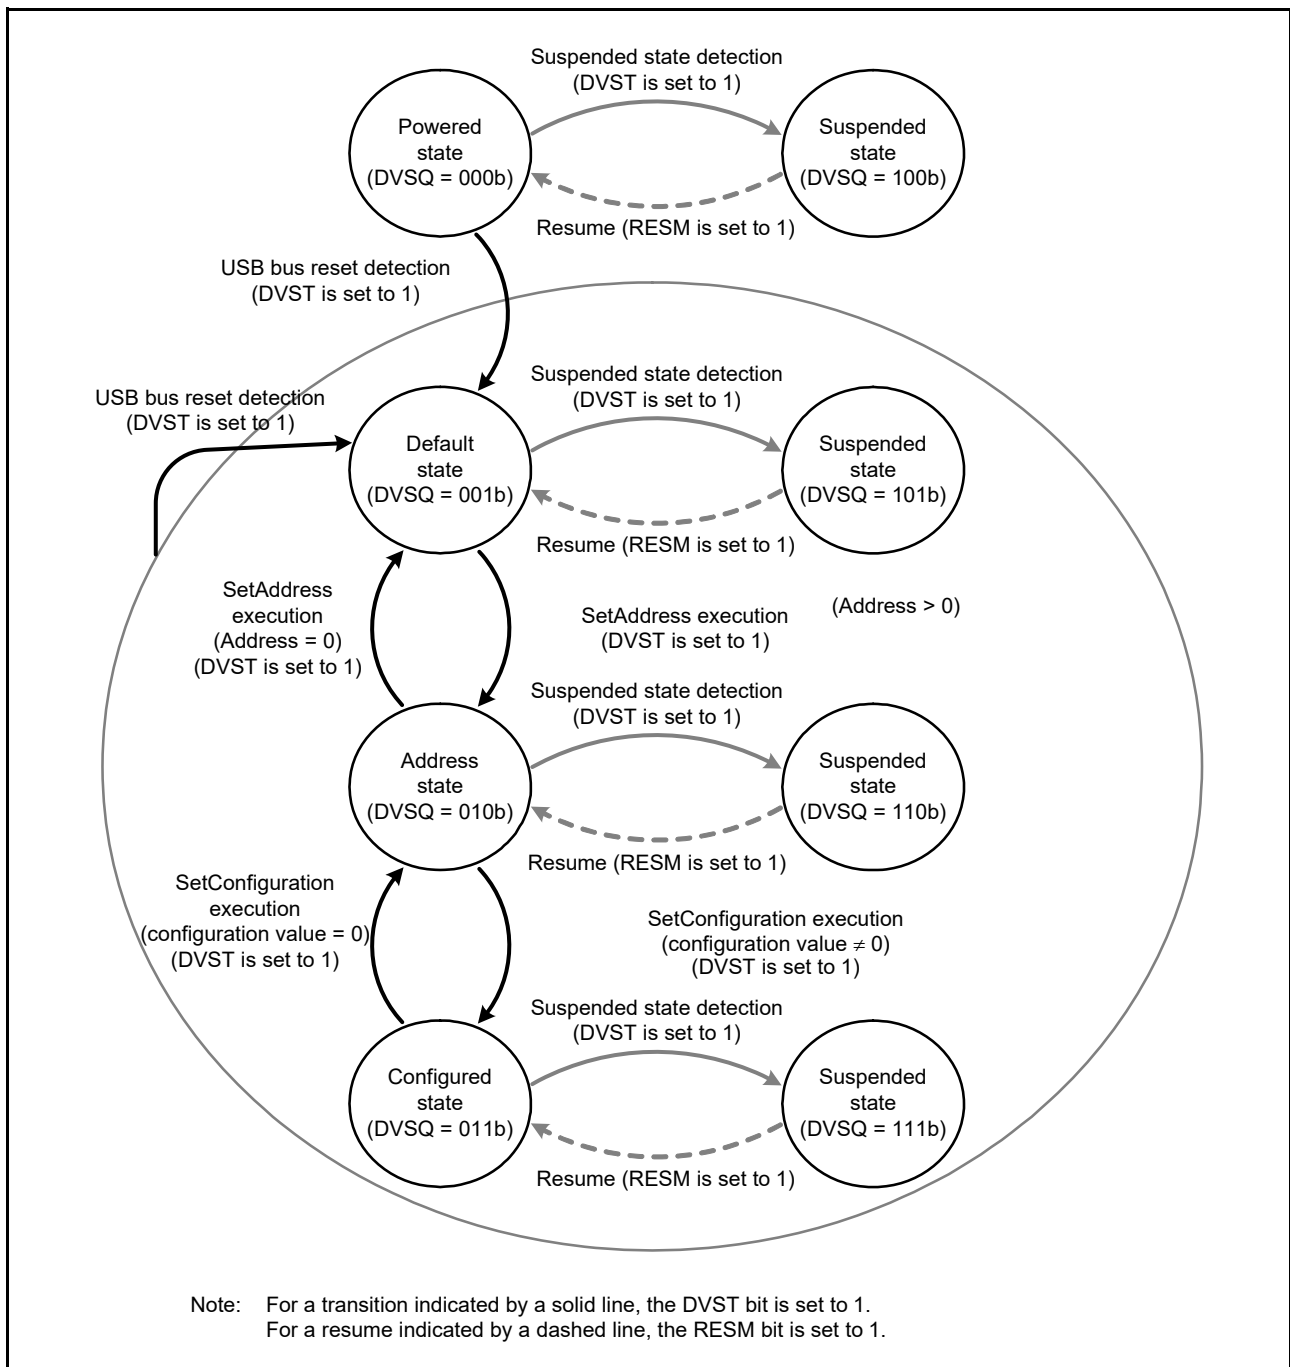 Suspended state detection
(DVST is set to 1)
Powered
state
(DVSQ = 000b)
Suspended
state
(DVSQ = 100b)
Resume (RESM is set to 1)
USB bus reset detection
(DVST is set to 1)
USB bus reset detection
(DVST is set to 1)
Suspended state detection
(DVST is set to 1)
Default
state
(DVSQ = 001b)
Suspended
state
(DVSQ = 101b)
Resume (RESM is set to 1)
SetAddress
execution
(Address = 0)
(DVST is set to 1)
SetAddress execution
(DVST is set to 1)
(Address > 0)
Suspended state detection
(DVST is set to 1)
Address
state
(DVSQ = 010b)
Suspended
state
(DVSQ = 110b)
Resume (RESM is set to 1)
SetConfiguration
execution
(configuration value = 0)
(DVST is set to 1)
SetConfiguration execution
(configuration value ≠ 0)
(DVST is set to 1)
Suspended state detection
(DVST is set to 1)
Configured
state
(DVSQ = 011b)
Suspended
state
(DVSQ = 111b)
Resume (RESM is set to 1)
Note: For a transition indicated by a solid line, the DVST bit is set to 1.
For a resume indicated by a dashed line, the RESM bit is set to 1.